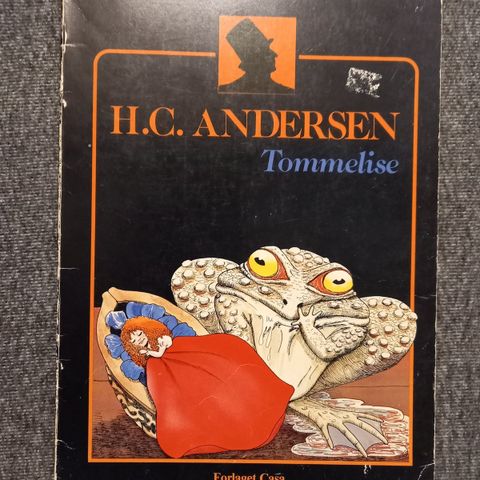 H.C. ANDERSEN
Tommelise
Forlaget Casa